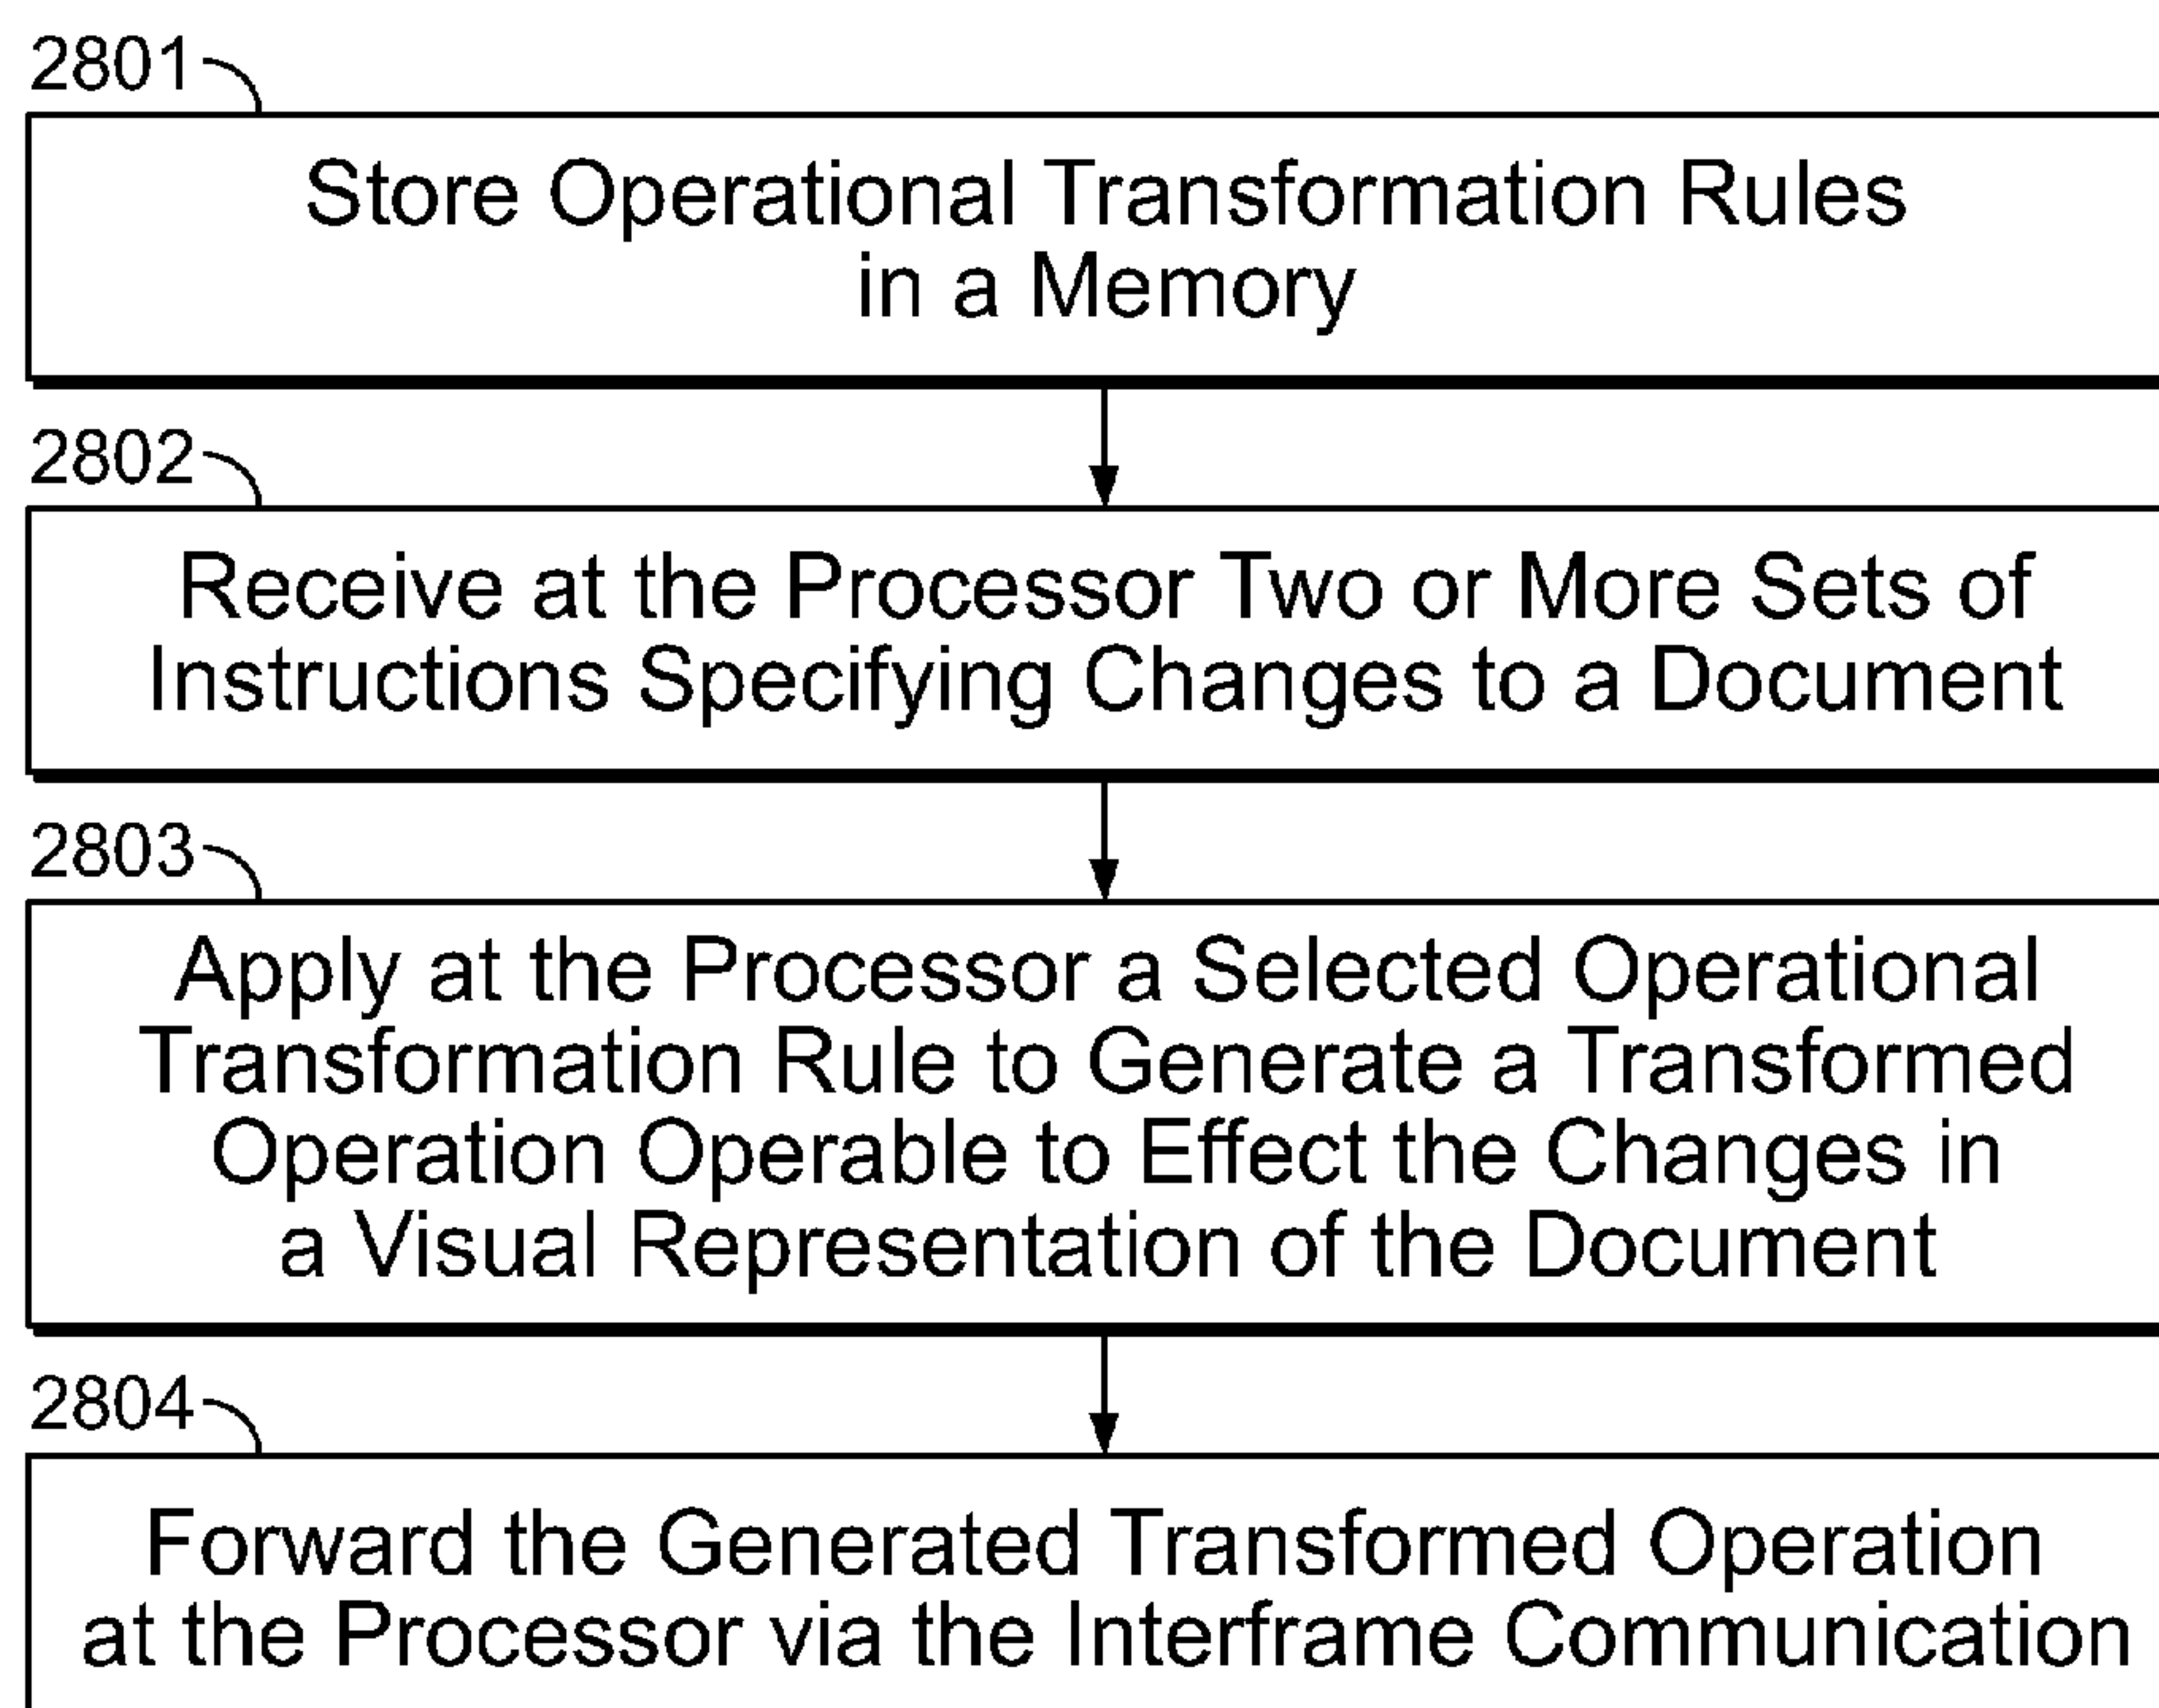 2801
Store Operational Transformation Rules
in a Memory
2802
Receive at the Processor Two or More Sets of
Instructions Specifying Changes to a Document
2803
Apply at the Processor a Selected Operational
Transformation Rule to Generate a Transformed
Operation Operable to Effect the Changes in
a Visual Representation of the Document
2804
Forward the Generated Transformed Operation
at the Processor via the Interframe Communication